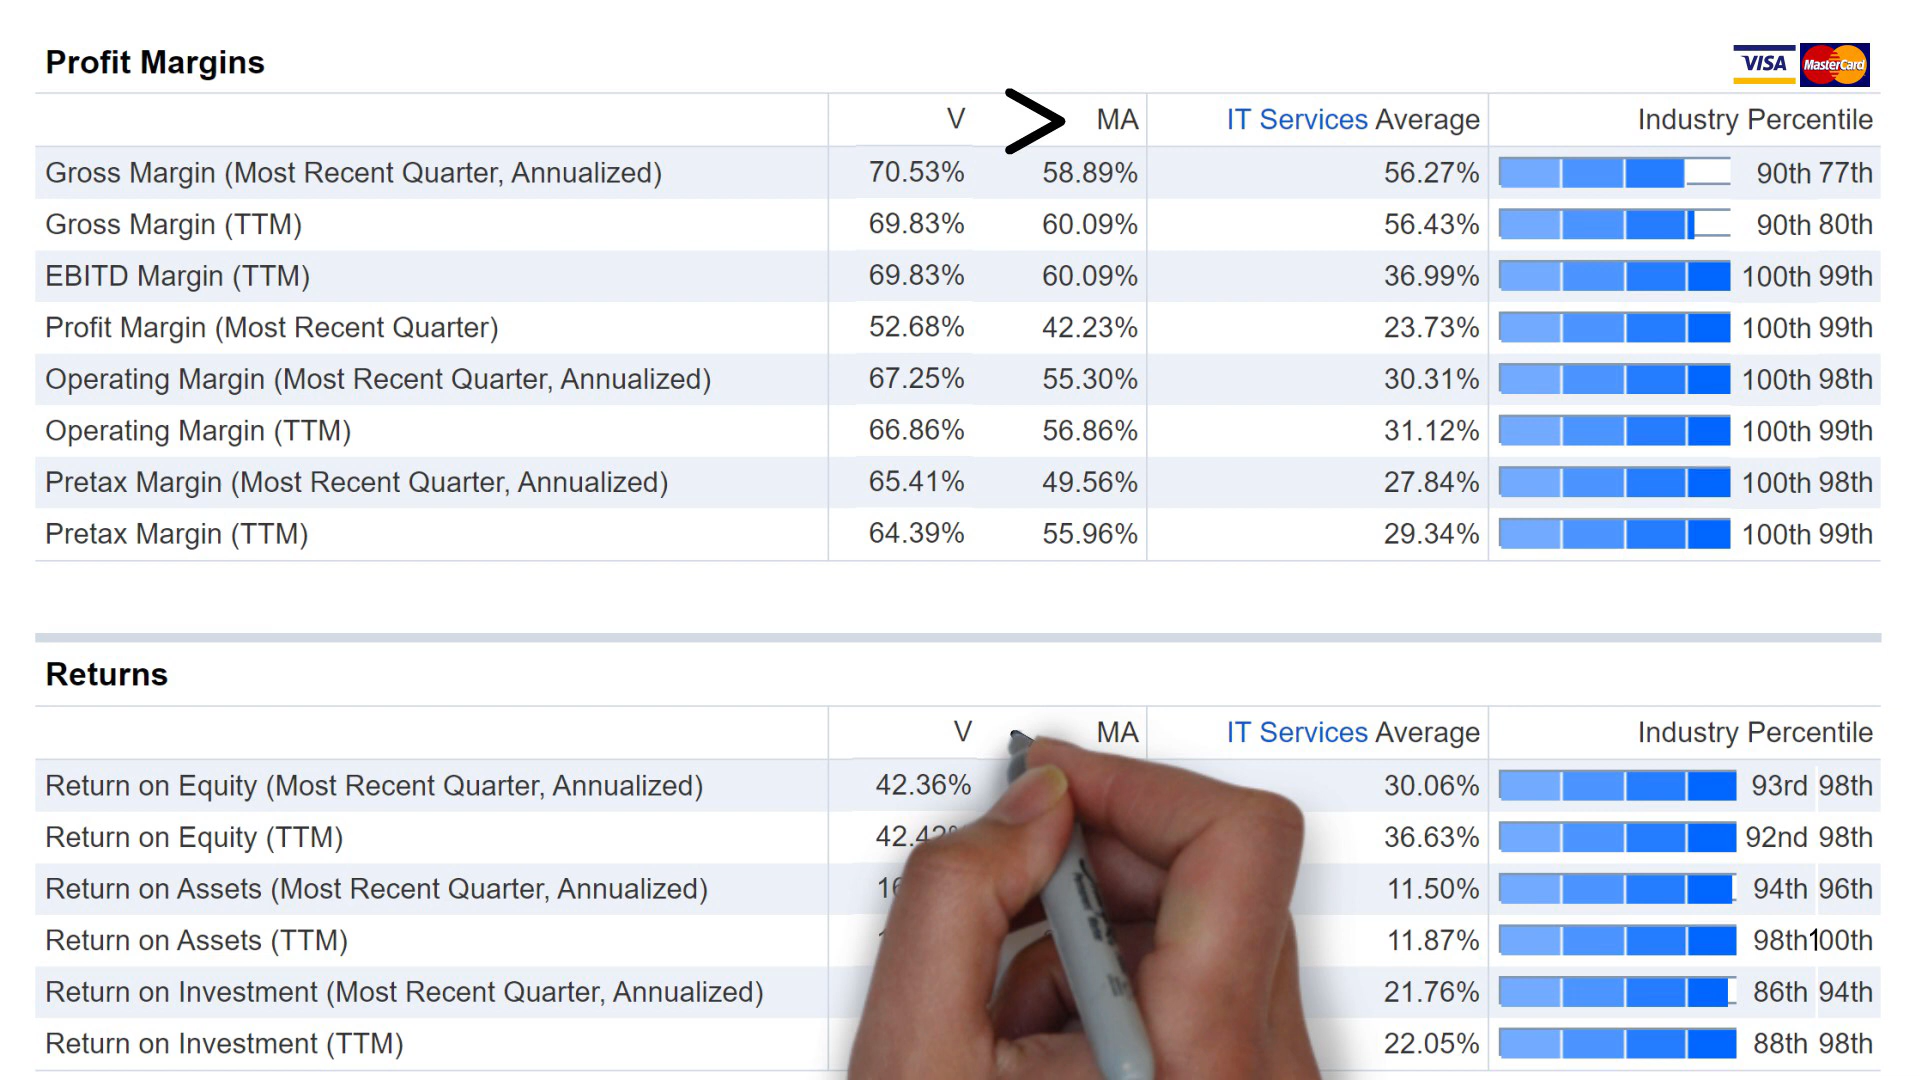 Profit Margins
VISA MasterCard
V > MA IT Services Average Industry Percentile
Gross Margin (Most Recent Quarter, Annualized) 70.53% 58.89% 56.27% 90th 77th
Gross Margin (TTM) 69.83% 60.09% 56.43% 90th 80th
EBITD Margin (TTM) 69.83% 60.09% 36.99% 100th 99th
Profit Margin (Most Recent Quarter) 52.68% 42.23% 23.73% 100th 99th
Operating Margin (Most Recent Quarter, Annualized) 67.25% 55.30% 30.31% 100th 98th
Operating Margin (TTM) 66.86% 56.86% 31.12% 100th 99th
Pretax Margin (Most Recent Quarter, Annualized) 65.41% 49.56% 27.84% 100th 98th
Pretax Margin (TTM) 64.39% 55.96% 29.34% 100th 99th
Returns
V MA IT Services Average Industry Percentile
Return on Equity (Most Recent Quarter, Annualized) 42.36% 30.06% 93rd 98th
Return on Equity (TTM) 36.63% 92nd 98th
Return on Assets (Most Recent Quarter, Annualized) 11.50% 94th 96th
Return on Assets (TTM) 11.87% 98th 100th
Return on Investment (Most Recent Quarter, Annualized) 21.76% 86th 94th
Return on Investment (TTM) 22.05% 88th 98th